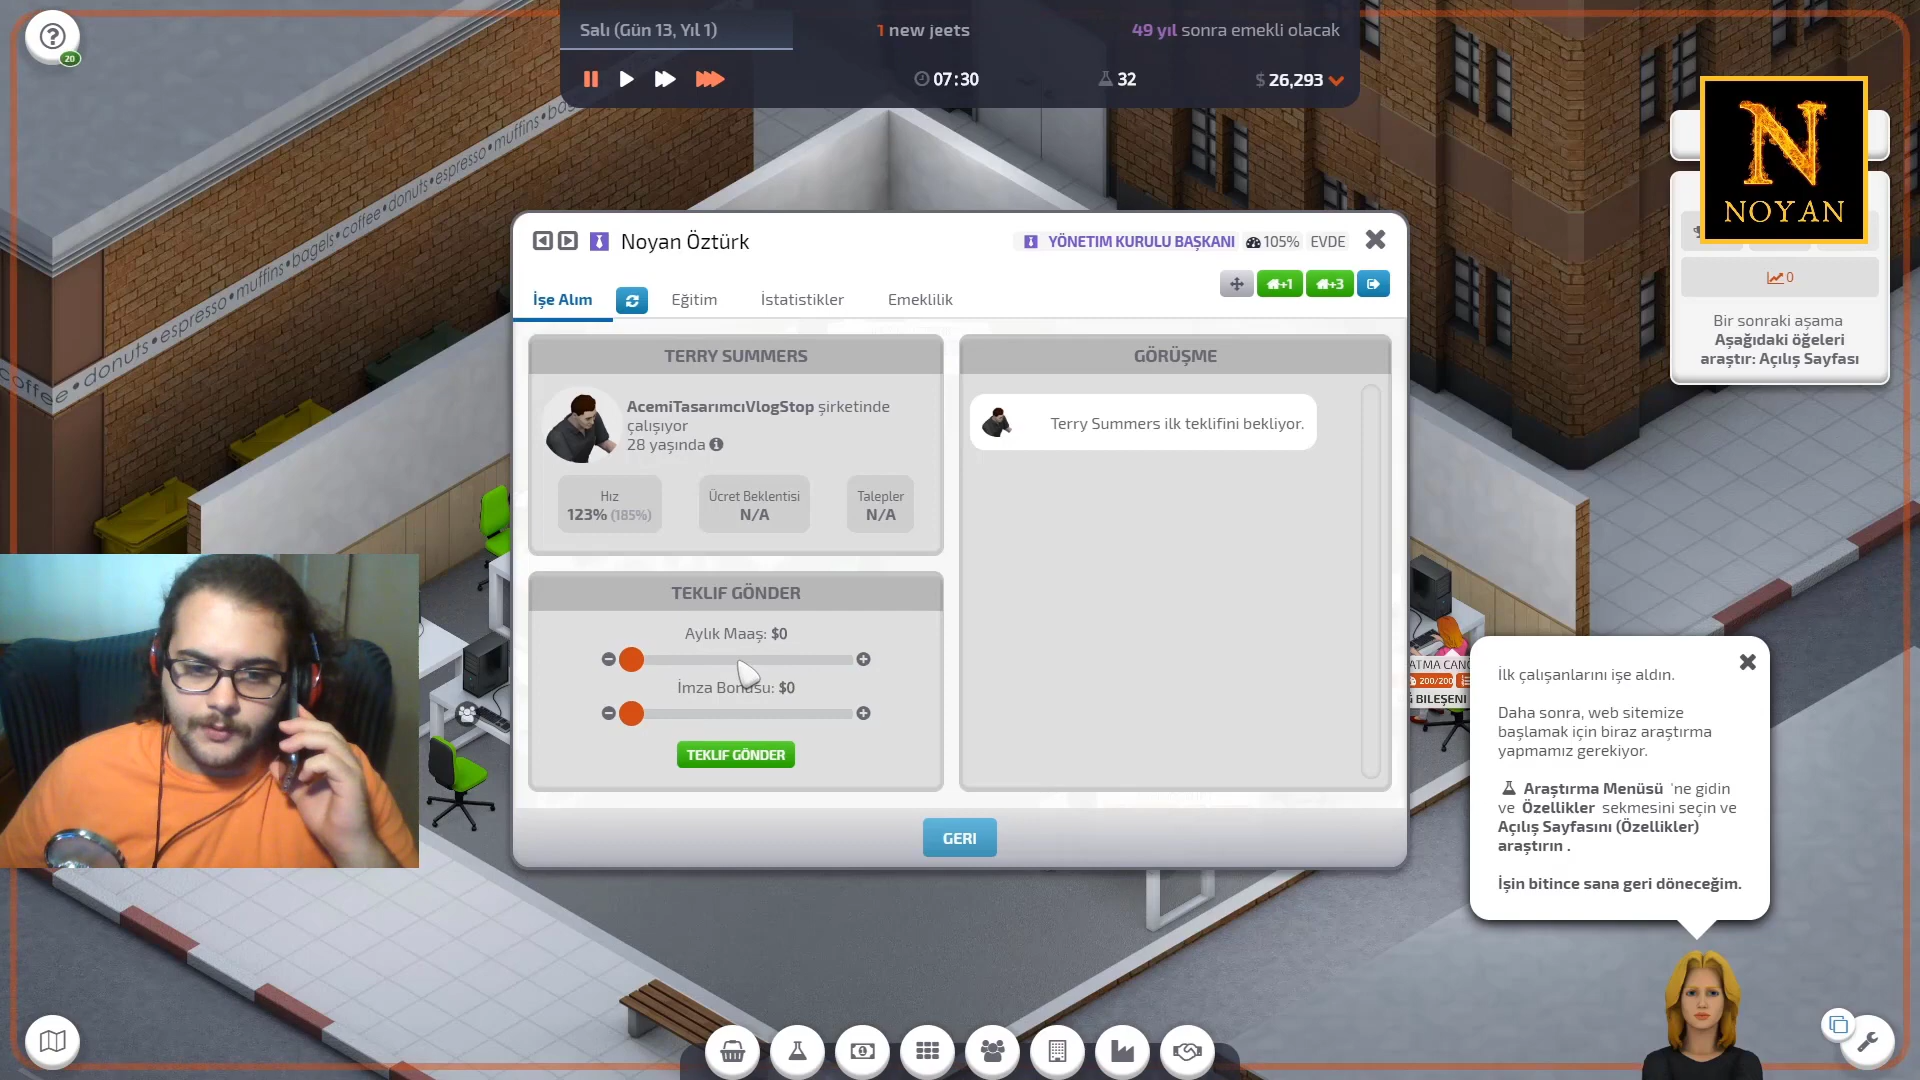 20
Salı (Gün 13, Yıl 1)
1 new jeets
49 yıl sonra emekli olacak
07:30
32
$ 26,293
coffee • donuts • espresso • muffins • bagels • coffee • donuts • espresso • muffins • bag
N
NOYAN
0
Bir sonraki aşama
Aşağıdaki öğeleri
araştır: Açılış Sayfası
Noyan Öztürk
YÖNETIM KURULU BAŞKANI
105%
EVDE
İşe Alım
Eğitim
İstatistikler
Emeklilik
+1
+3
TERRY SUMMERS
AcemiTasarımcıVlogStop şirketinde
çalışıyor
28 yaşında
Hız
123% (185%)
Ücret Beklentisi
N/A
Talepler
N/A
GÖRÜŞME
Terry Summers ilk teklifini bekliyor.
TEKLIF GÖNDER
Aylık Maaş: $0
İmza Bonusu: $0
TEKLIF GÖNDER
GERI
ATMA CAN
200/200
BILEŞENI
İlk çalışanlarını işe aldın.
Daha sonra, web sitemize
başlamak için biraz araştırma
yapmamız gerekiyor.
Araştırma Menüsü 'ne gidin
ve Özellikler sekmesini seçin ve
Açılış Sayfasını (Özellikler)
araştırın .
İşin bitince sana geri döneceğim.